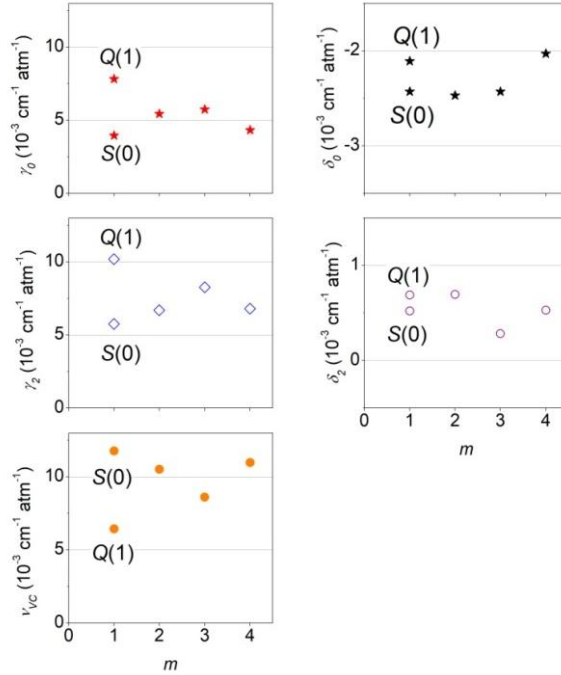 10
5
0
γ₀ (10⁻³ cm⁻¹ atm⁻¹)
Q(1)
S(0)
-2
-3
δ₀ (10⁻³ cm⁻¹ atm⁻¹)
Q(1)
S(0)
10
5
0
γ₂ (10⁻³ cm⁻¹ atm⁻¹)
Q(1)
S(0)
1
0
δ₂ (10⁻³ cm⁻¹ atm⁻¹)
Q(1)
S(0)
0 1 2 3 4
m
10
5
0
ν_VC (10⁻³ cm⁻¹ atm⁻¹)
S(0)
Q(1)
0 1 2 3 4
m